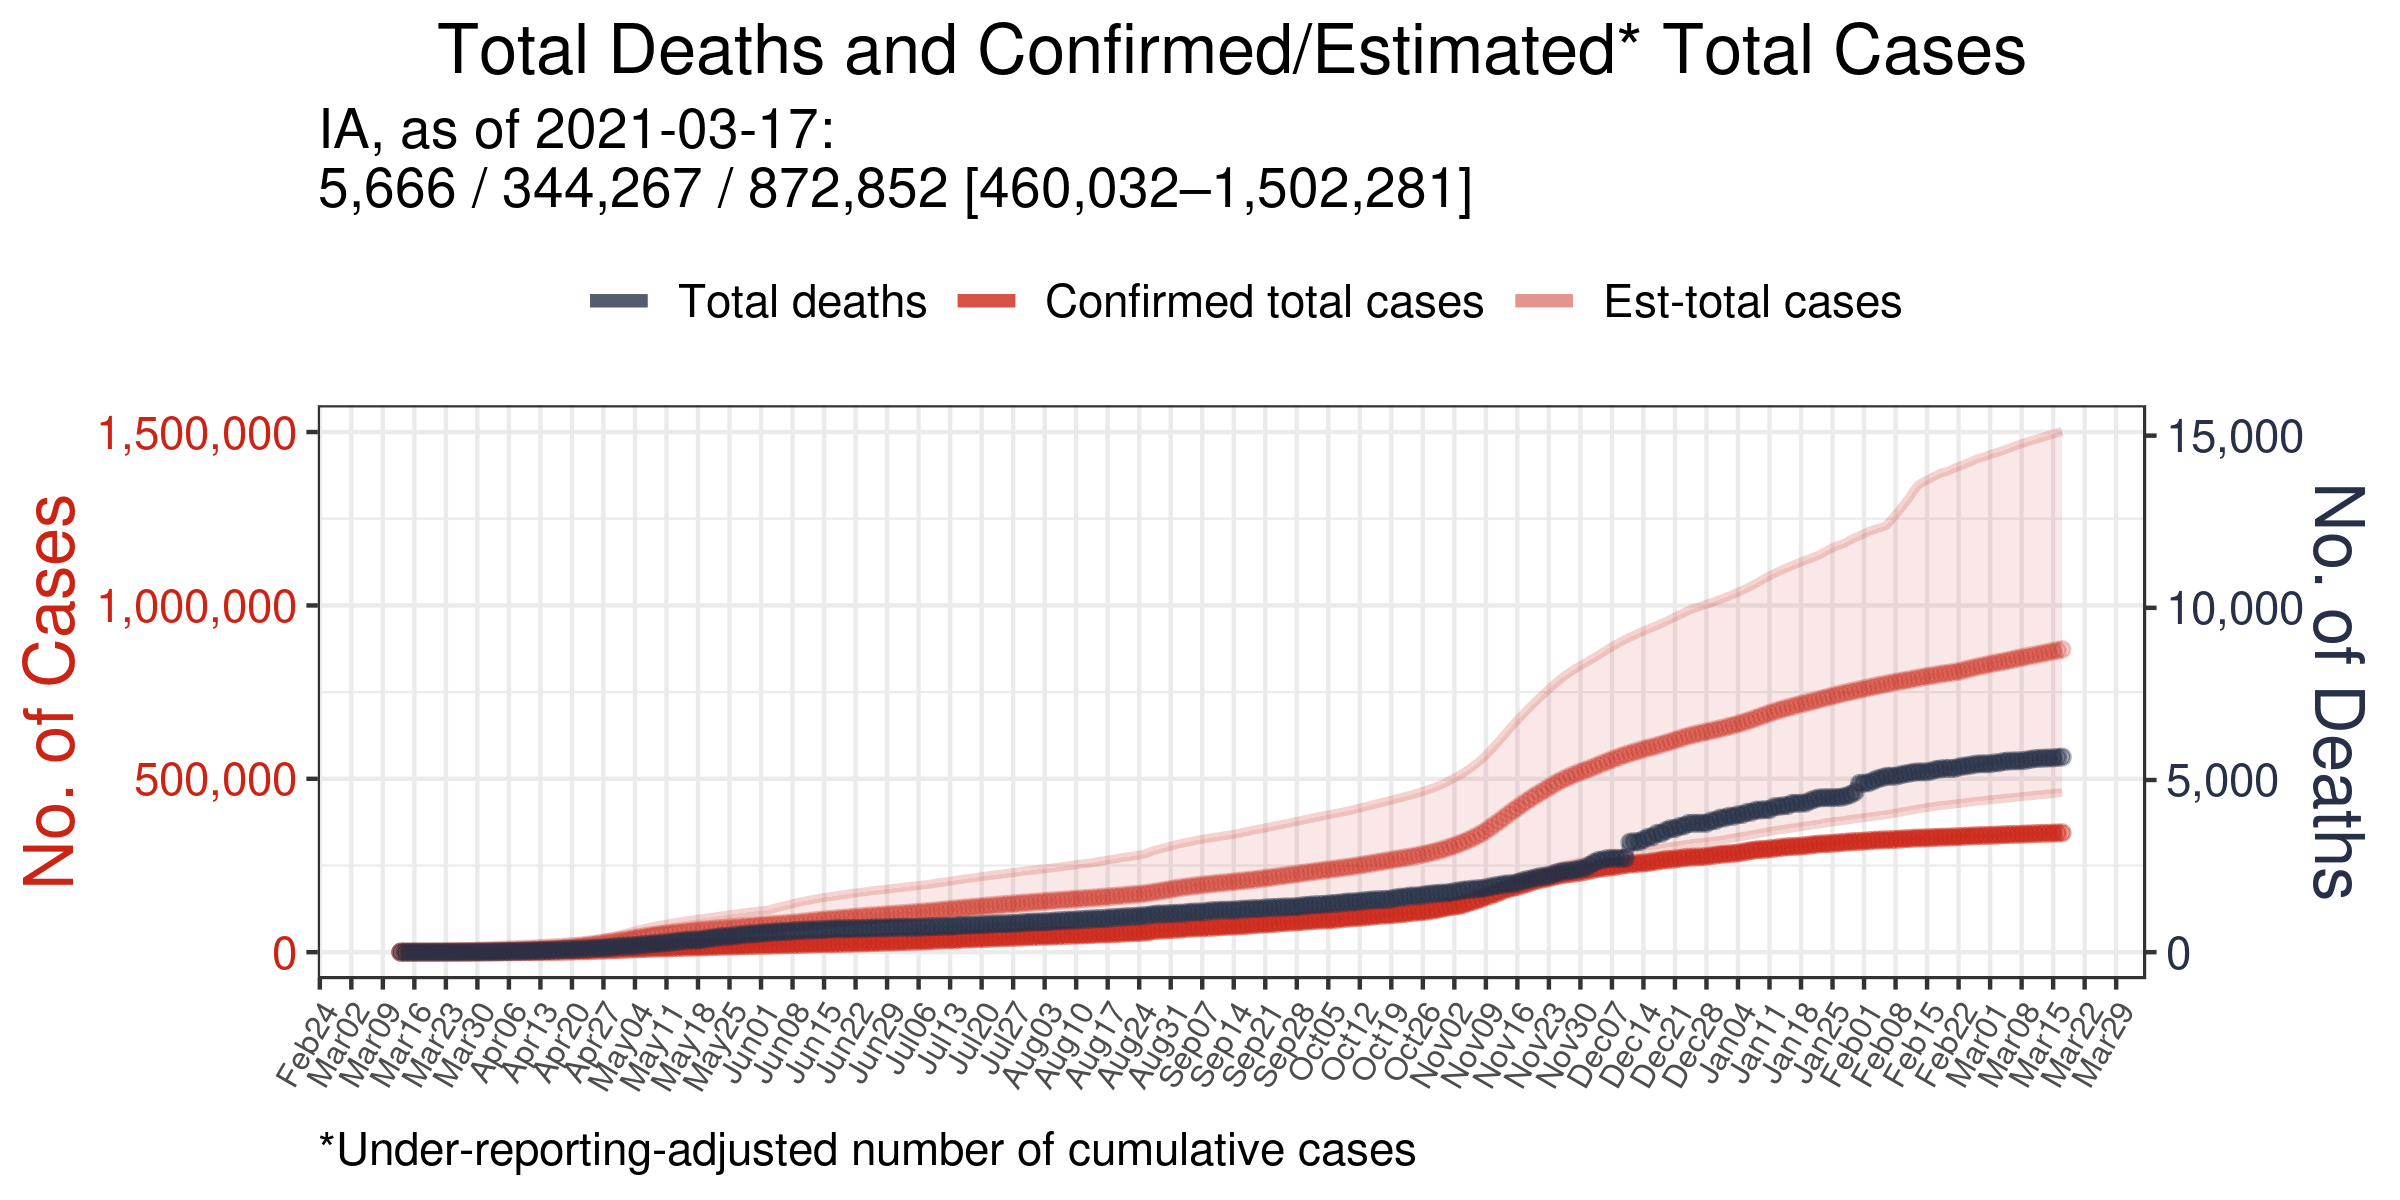 Total Deaths and Confirmed/Estimated* Total Cases
IA, as of 2021-03-17:
5,666 / 344,267 / 872,852 [460,032–1,502,281]
Total deaths
Confirmed total cases
Est-total cases
No. of Cases
1,500,000
1,000,000
500,000
0
15,000
10,000
5,000
0
No. of Deaths
Feb24
Mar02
Mar09
Mar16
Mar23
Mar30
Apr06
Apr13
Apr20
Apr27
May04
May11
May18
May25
Jun01
Jun08
Jun15
Jun22
Jun29
Jul06
Jul13
Jul20
Jul27
Aug03
Aug10
Aug17
Aug24
Aug31
Sep07
Sep14
Sep21
Sep28
Oct05
Oct12
Oct19
Oct26
Nov02
Nov09
Nov16
Nov23
Nov30
Dec07
Dec14
Dec21
Dec28
Jan04
Jan11
Jan18
Jan25
Feb01
Feb08
Feb15
Feb22
Mar01
Mar08
Mar15
Mar22
Mar29
*Under-reporting-adjusted number of cumulative cases